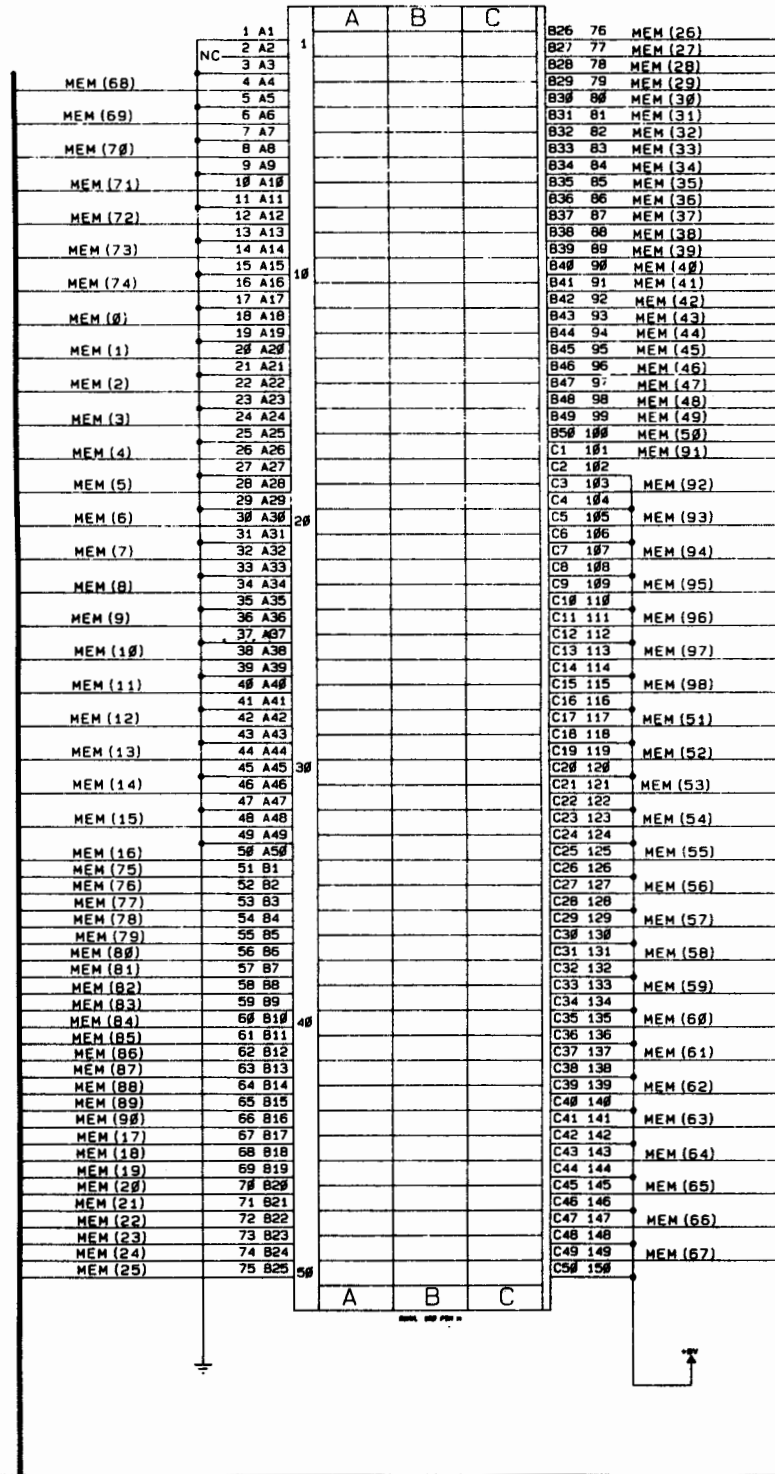 A B C
1 A1
NC 2 A2
3 A3
MEM (68) 4 A4
5 A5
MEM (69) 6 A6
7 A7
MEM (7Ø) 8 A8
9 A9
MEM (71) 1Ø A1Ø
11 A11
MEM (72) 12 A12
13 A13
MEM (73) 14 A14
15 A15
MEM (74) 16 A16
17 A17
MEM (Ø) 18 A18
19 A19
MEM (1) 2Ø A2Ø
21 A21
MEM (2) 22 A22
23 A23
MEM (3) 24 A24
25 A25
MEM (4) 26 A26
27 A27
MEM (5) 28 A28
29 A29
MEM (6) 3Ø A3Ø
31 A31
MEM (7) 32 A32
33 A33
MEM (8) 34 A34
35 A35
MEM (9) 36 A36
37 A37
MEM (1Ø) 38 A38
39 A39
MEM (11) 4Ø A4Ø
41 A41
MEM (12) 42 A42
43 A43
MEM (13) 44 A44
45 A45
MEM (14) 46 A46
47 A47
MEM (15) 48 A48
49 A49
MEM (16) 5Ø A5Ø
MEM (75) 51 B1
MEM (76) 52 B2
MEM (77) 53 B3
MEM (78) 54 B4
MEM (79) 55 B5
MEM (8Ø) 56 B6
MEM (81) 57 B7
MEM (82) 58 B8
MEM (83) 59 B9
MEM (84) 6Ø B1Ø
MEM (85) 61 B11
MEM (86) 62 B12
MEM (87) 63 B13
MEM (88) 64 B14
MEM (89) 65 B15
MEM (9Ø) 66 B16
MEM (17) 67 B17
MEM (18) 68 B18
MEM (19) 69 B19
MEM (2Ø) 7Ø B2Ø
MEM (21) 71 B21
MEM (22) 72 B22
MEM (23) 73 B23
MEM (24) 74 B24
MEM (25) 75 B25
1
1Ø
2Ø
3Ø
4Ø
5Ø
B26 76 MEM (26)
B27 77 MEM (27)
B28 78 MEM (28)
B29 79 MEM (29)
B3Ø 8Ø MEM (3Ø)
B31 81 MEM (31)
B32 82 MEM (32)
B33 83 MEM (33)
B34 84 MEM (34)
B35 85 MEM (35)
B36 86 MEM (36)
B37 87 MEM (37)
B38 88 MEM (38)
B39 89 MEM (39)
B4Ø 9Ø MEM (4Ø)
B41 91 MEM (41)
B42 92 MEM (42)
B43 93 MEM (43)
B44 94 MEM (44)
B45 95 MEM (45)
B46 96 MEM (46)
B47 97 MEM (47)
B48 98 MEM (48)
B49 99 MEM (49)
B5Ø 1ØØ MEM (5Ø)
C1 1Ø1 MEM (91)
C2 1Ø2
C3 1Ø3 MEM (92)
C4 1Ø4
C5 1Ø5 MEM (93)
C6 1Ø6
C7 1Ø7 MEM (94)
C8 1Ø8
C9 1Ø9 MEM (95)
C1Ø 11Ø
C11 111 MEM (96)
C12 112
C13 113 MEM (97)
C14 114
C15 115 MEM (98)
C16 116
C17 117 MEM (51)
C18 118
C19 119 MEM (52)
C2Ø 12Ø
C21 121 MEM (53)
C22 122
C23 123 MEM (54)
C24 124
C25 125 MEM (55)
C26 126
C27 127 MEM (56)
C28 128
C29 129 MEM (57)
C3Ø 13Ø
C31 131 MEM (58)
C32 132
C33 133 MEM (59)
C34 134
C35 135 MEM (6Ø)
C36 136
C37 137 MEM (61)
C38 138
C39 139 MEM (62)
C4Ø 14Ø
C41 141 MEM (63)
C42 142
C43 143 MEM (64)
C44 144
C45 145 MEM (65)
C46 146
C47 147 MEM (66)
C48 148
C49 149 MEM (67)
C5Ø 15Ø
A B C